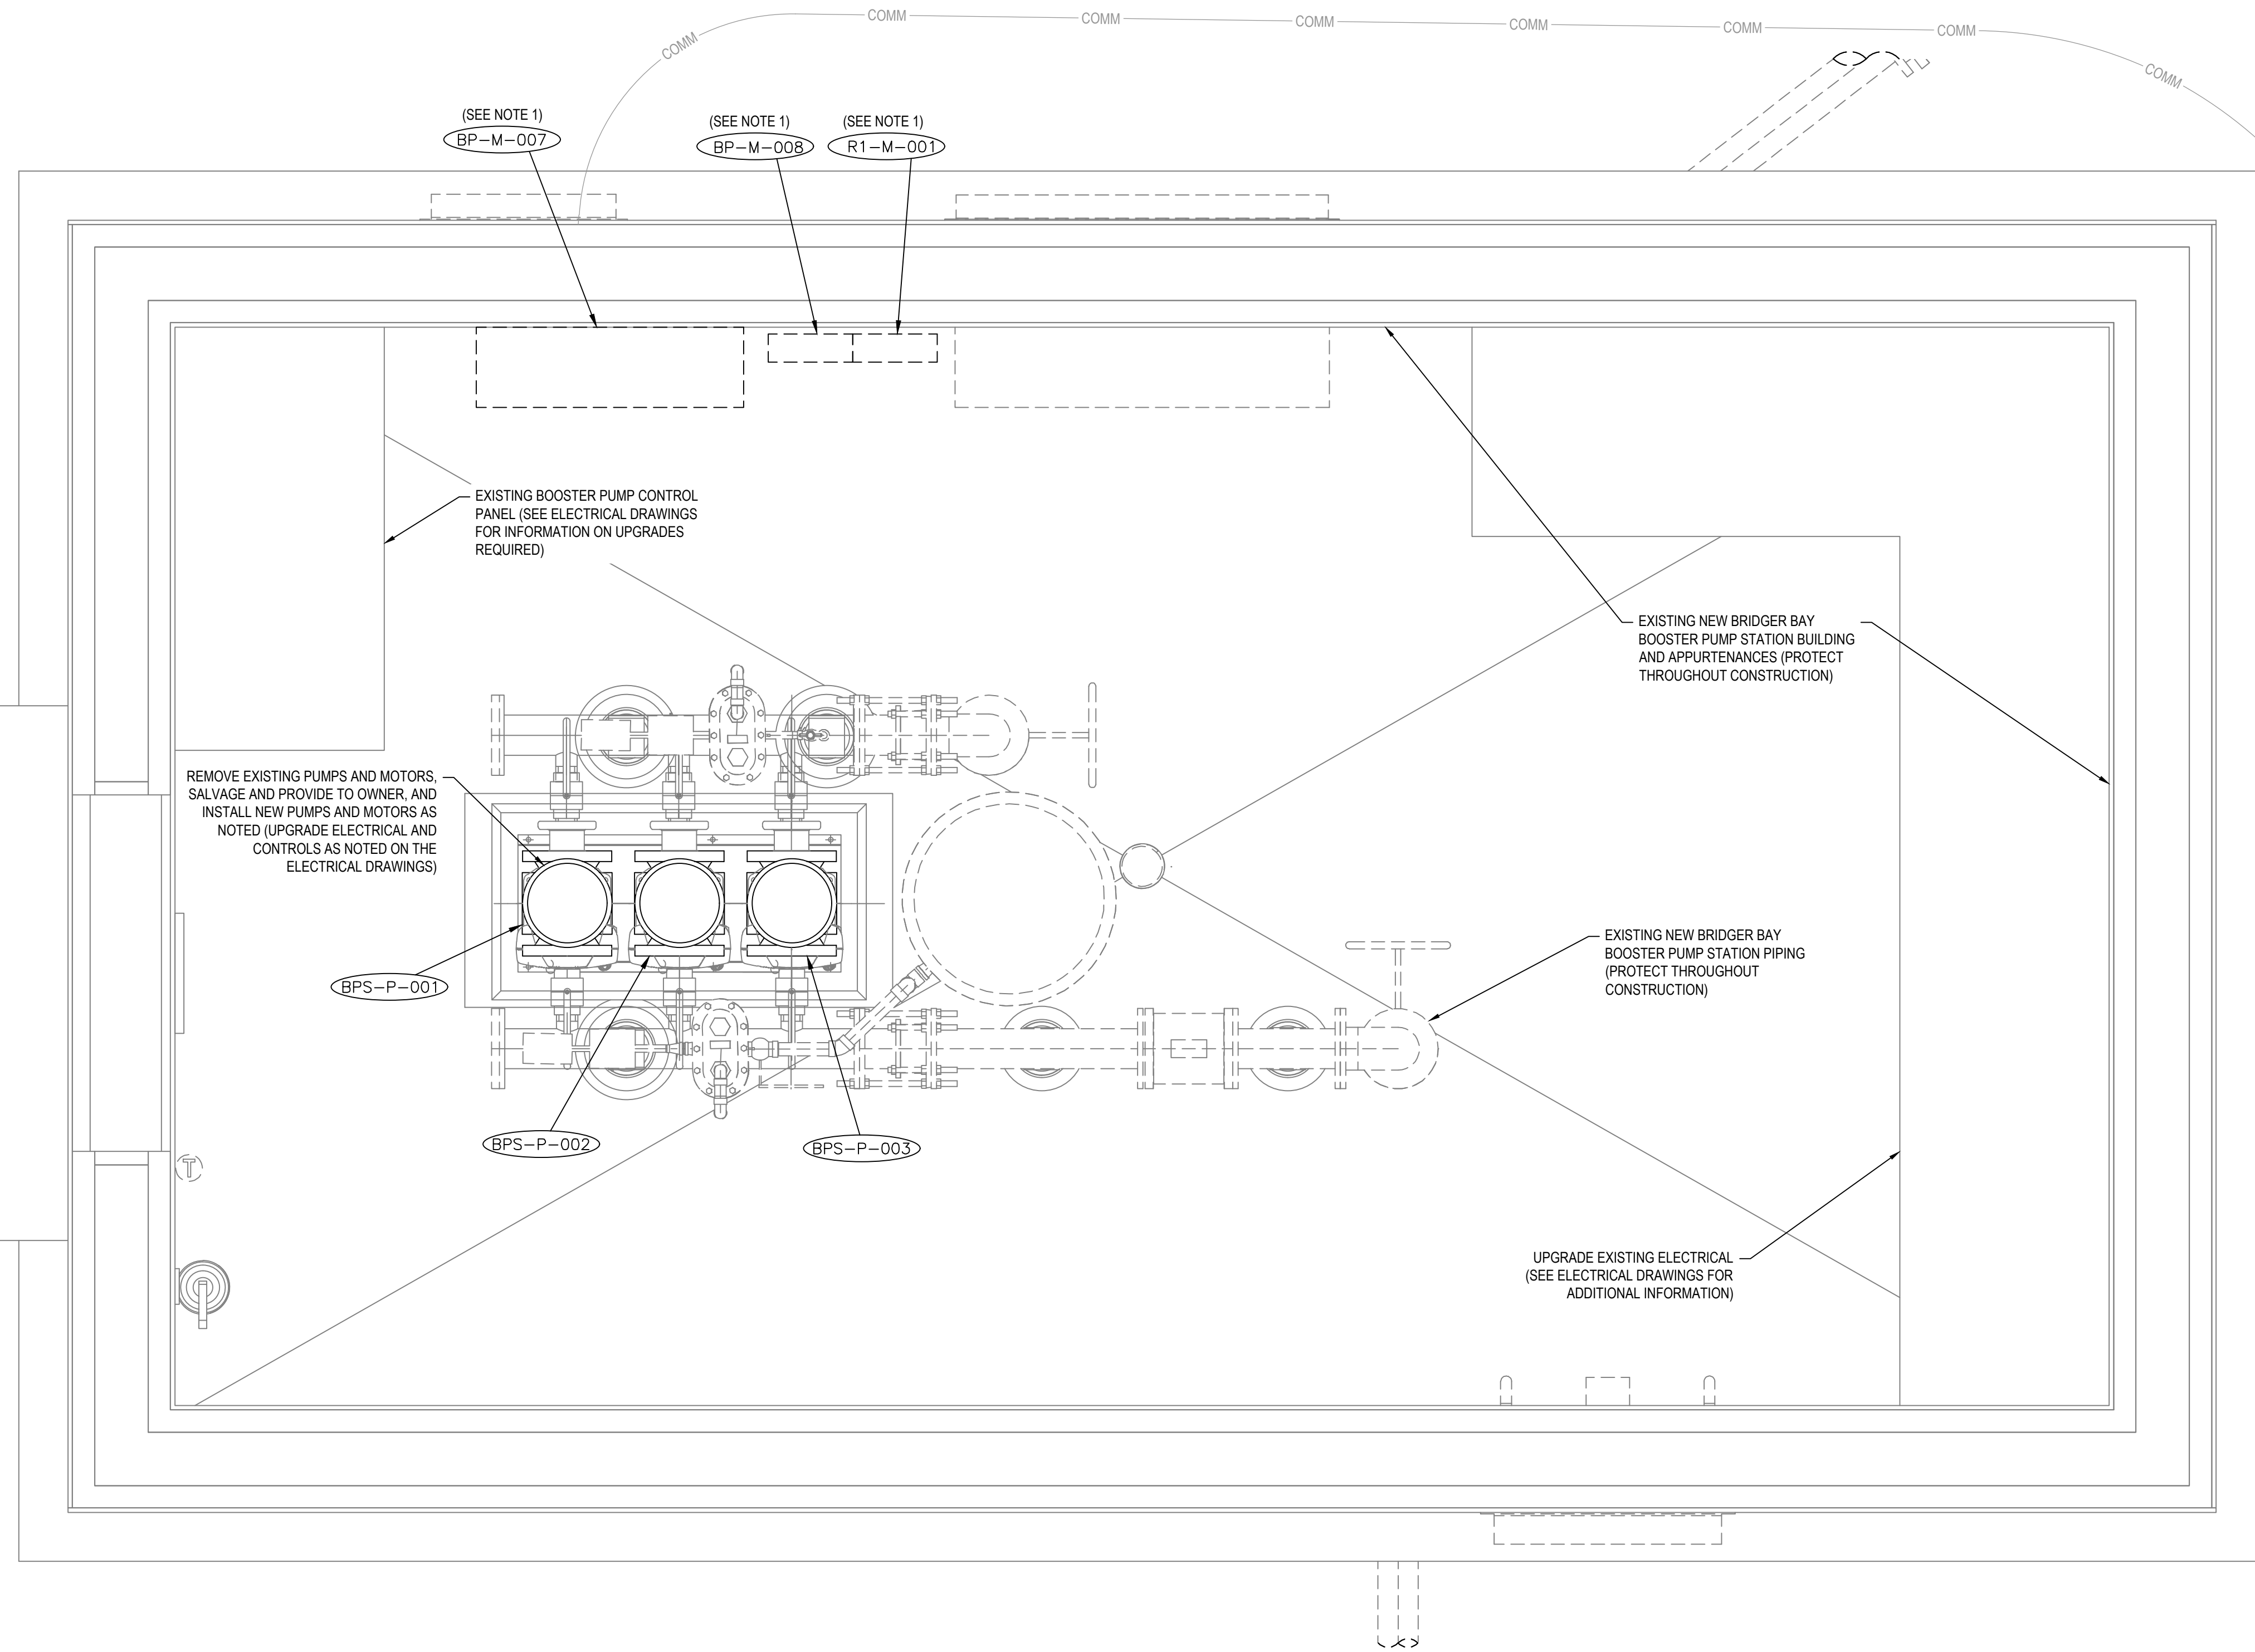 COMM
COMM
COMM
COMM
COMM
COMM
COMM
COMM
(SEE NOTE 1)
BP-M-007
(SEE NOTE 1)
BP-M-008
(SEE NOTE 1)
R1-M-001
EXISTING BOOSTER PUMP CONTROL
PANEL (SEE ELECTRICAL DRAWINGS
FOR INFORMATION ON UPGRADES
REQUIRED)
EXISTING NEW BRIDGER BAY
BOOSTER PUMP STATION BUILDING
AND APPURTENANCES (PROTECT
THROUGHOUT CONSTRUCTION)
REMOVE EXISTING PUMPS AND MOTORS,
SALVAGE AND PROVIDE TO OWNER, AND
INSTALL NEW PUMPS AND MOTORS AS
NOTED (UPGRADE ELECTRICAL AND
CONTROLS AS NOTED ON THE
ELECTRICAL DRAWINGS)
EXISTING NEW BRIDGER BAY
BOOSTER PUMP STATION PIPING
(PROTECT THROUGHOUT
CONSTRUCTION)
BPS-P-001
BPS-P-002
BPS-P-003
T
UPGRADE EXISTING ELECTRICAL
(SEE ELECTRICAL DRAWINGS FOR
ADDITIONAL INFORMATION)